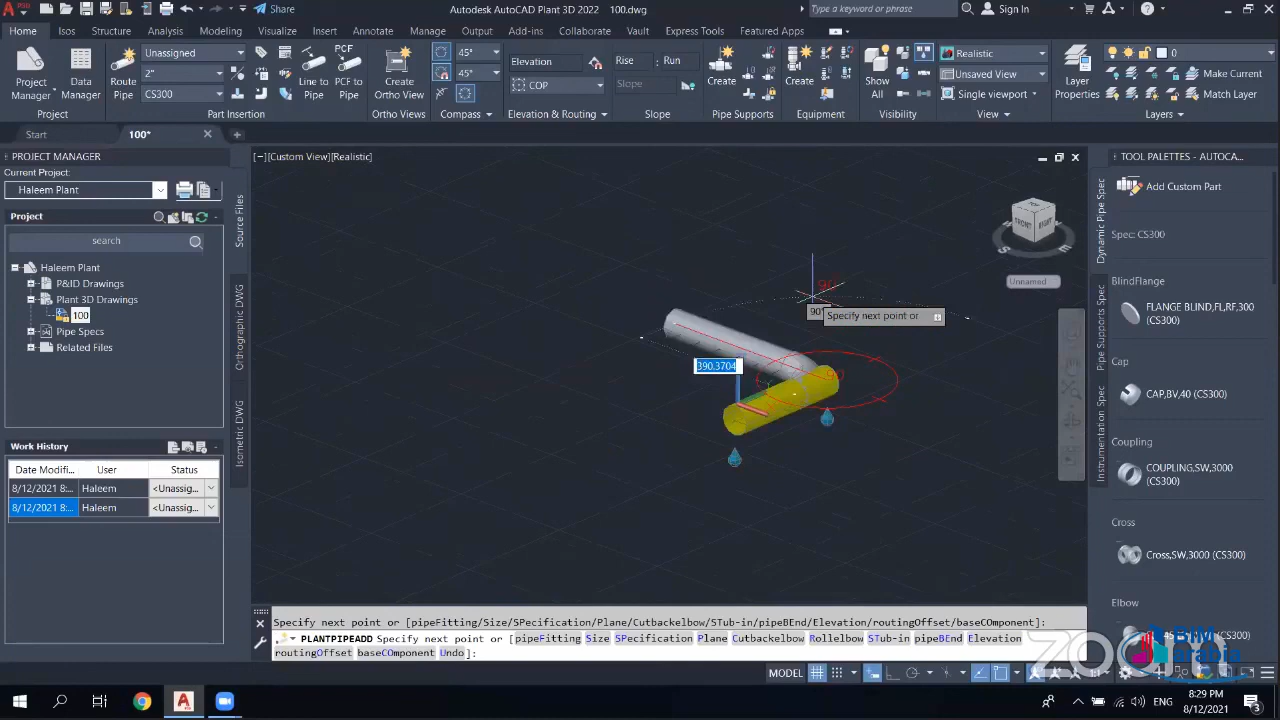 Share
Autodesk AutoCAD Plant 3D 2022
100.dwg
Type a keyword or phrase
Sign In
Home
Isos
Structure
Analysis
Modeling
Visualize
Insert
Annotate
Manage
Output
Add-ins
Collaborate
Vault
Express Tools
Featured Apps
Project Manager
Data Manager
Route Pipe
Unassigned
2"
CS300
Line to Pipe
PCF to Pipe
Create Ortho View
45°
45°
Elevation
COP
Rise
Run
Slope
Create
Create
Show All
Realistic
Unsaved View
Single viewport
Layer Properties
0
Make Current
Match Layer
Project
Part Insertion
Ortho Views
Compass
Elevation & Routing
Slope
Pipe Supports
Equipment
View
Layers
Start
100*
PROJECT MANAGER
Current Project:
Haleem Plant
Project
search
Haleem Plant
P&ID Drawings
Plant 3D Drawings
100
Pipe Specs
Related Files
Source Files
Orthographic DWG
Isometric DWG
Work History
Date Modifi...
User
Status
8/12/2021 8:...
Haleem
<Unassig...
8/12/2021 8:...
Haleem
<Unassig...
[−][Custom View][Realistic]
FRONT
RIGHT
S
E
Unnamed
90°
90°
Specify next point or
390.3704
90
Specify next point or [pipeFitting/Size/SPecification/Plane/Cutbackelbow/STub-in/pipeBEnd/Elevation/routingOffset/baseCOmponent]:
PLANTPIPEADD Specify next point or [pipeFitting Size SPecification Plane Cutbackelbow Rollelbow STub-in pipeBEnd Elevation
routingOffset baseCOmponent Undo]:
TOOL PALETTES - AUTOCA...
Dynamic Pipe Spec
Pipe Supports Spec
Instrumentation Spec
Add Custom Part
Spec: CS300
BlindFlange
FLANGE BLIND,FL,RF,300
(CS300)
Cap
CAP,BV,40 (CS300)
Coupling
COUPLING,SW,3000
(CS300)
Cross
Cross,SW,3000 (CS300)
Elbow
BIM
arabia
zoom
MODEL
ENG
8:29 PM
8/12/2021
3